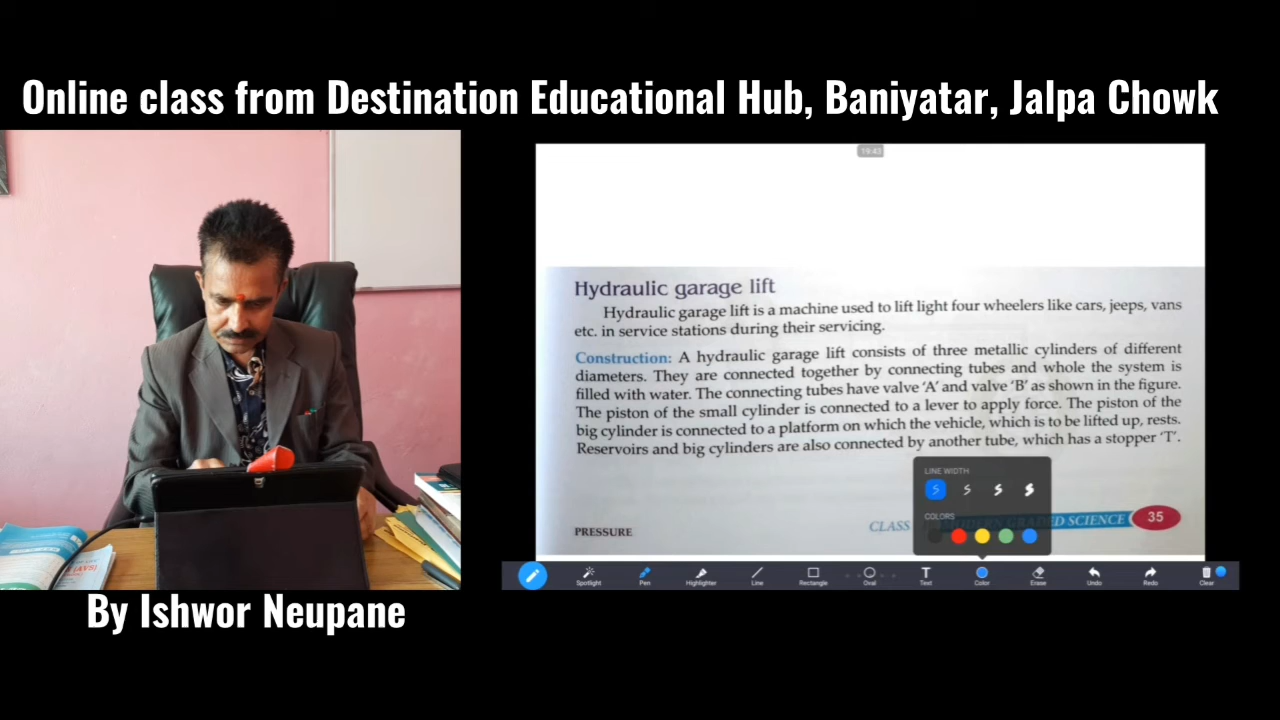 Online class from Destination Educational Hub, Baniyatar, Jalpa Chowk
19:43
Hydraulic garage lift
Hydraulic garage lift is a machine used to lift light four wheelers like cars, jeeps, vans
etc. in service stations during their servicing.
Construction: A hydraulic garage lift consists of three metallic cylinders of different
diameters. They are connected together by connecting tubes and whole the system is
filled with water. The connecting tubes have valve 'A' and valve 'B' as shown in the figure.
The piston of the small cylinder is connected to a lever to apply force. The piston of the
big cylinder is connected to a platform on which the vehicle, which is to be lifted up, rests.
Reservoirs and big cylinders are also connected by another tube, which has a stopper 'T'.
LINE WIDTH
COLORS
PRESSURE
CLASS MODERN GRADED SCIENCE 35
Spotlight Pen Highlighter Line Rectangle Oval Text Color Erase Undo Redo Clear
By Ishwor Neupane